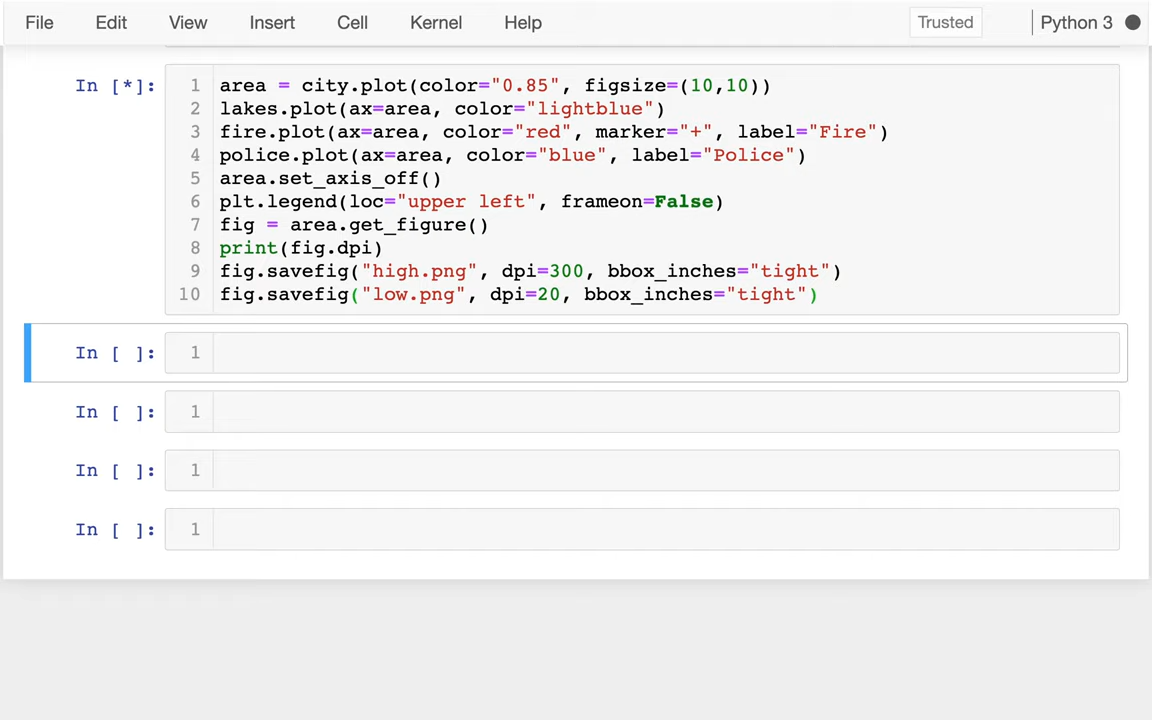 File Edit View Insert Cell Kernel Help Trusted Python 3
In [*]:
1 area = city.plot(color="0.85", figsize=(10,10))
2 lakes.plot(ax=area, color="lightblue")
3 fire.plot(ax=area, color="red", marker="+", label="Fire")
4 police.plot(ax=area, color="blue", label="Police")
5 area.set_axis_off()
6 plt.legend(loc="upper left", frameon=False)
7 fig = area.get_figure()
8 print(fig.dpi)
9 fig.savefig("high.png", dpi=300, bbox_inches="tight")
10 fig.savefig("low.png", dpi=20, bbox_inches="tight")
In [ ]: 1
In [ ]: 1
In [ ]: 1
In [ ]: 1